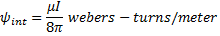 ψ_int = μI/8π webers − turns/meter